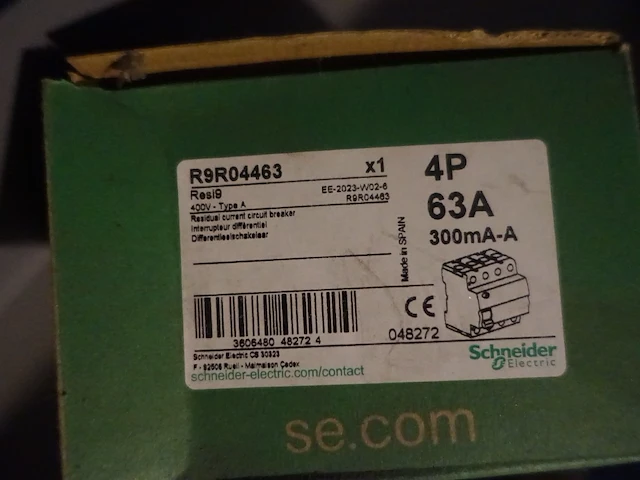 R9R04463 x1
Resi9
EE-2023-W02-6
400V - Type A
R9R04463
Residual current circuit breaker
Interrupteur différentiel
Differentieelschakelaar
4P
63A
300mA-A
Made in SPAIN
3606480 48272 4
CE
048272
Schneider Electric CS 30323
F - 92506 Rueil - Malmaison Cedex
schneider-electric.com/contact
Schneider
Electric
se.com